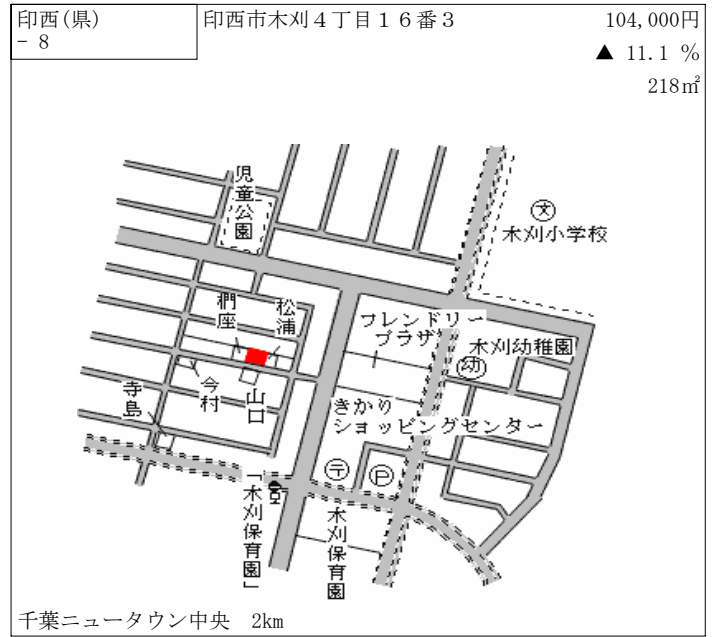 印西(県)
- 8
印西市木刈４丁目１６番３
104,000円
▲ 11.1 %
218㎡
児童公園
文
木刈小学校
椚座
松浦
フレンドリー
プラザ
木刈幼稚園
幼
寺島
今村
山口
きかり
ショッピングセンター
〒
P
「木刈保育園」
木刈保育園
千葉ニュータウン中央　2km